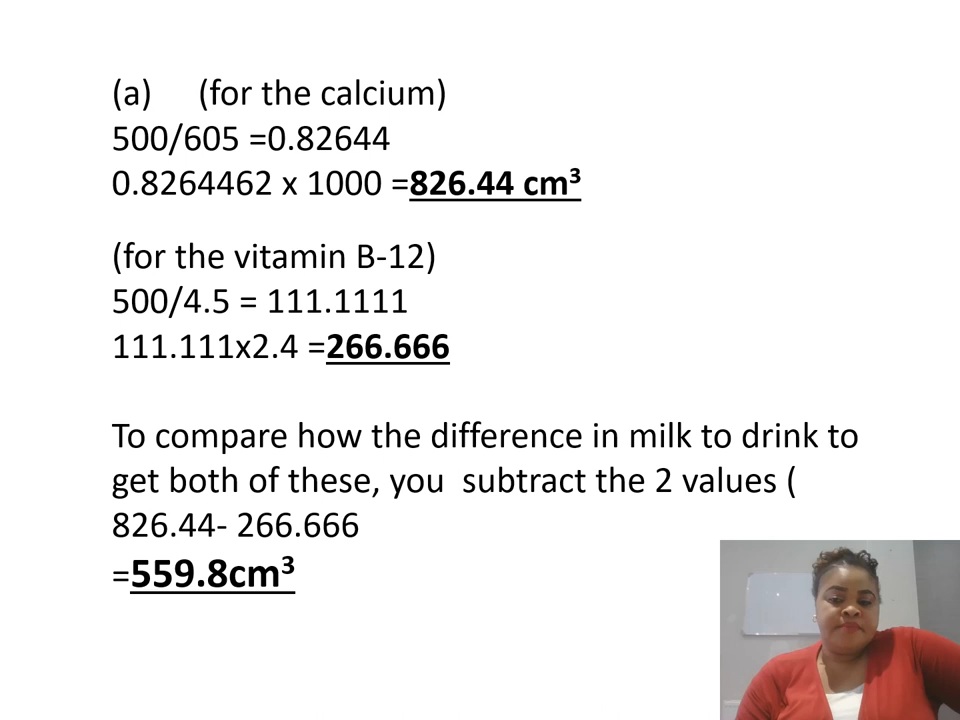 (a) (for the calcium)
500/605 =0.82644
0.8264462 x 1000 =826.44 cm³
(for the vitamin B-12)
500/4.5 = 111.1111
111.111x2.4 =266.666
To compare how the difference in milk to drink to
get both of these, you  subtract the 2 values (
826.44- 266.666
=559.8cm³